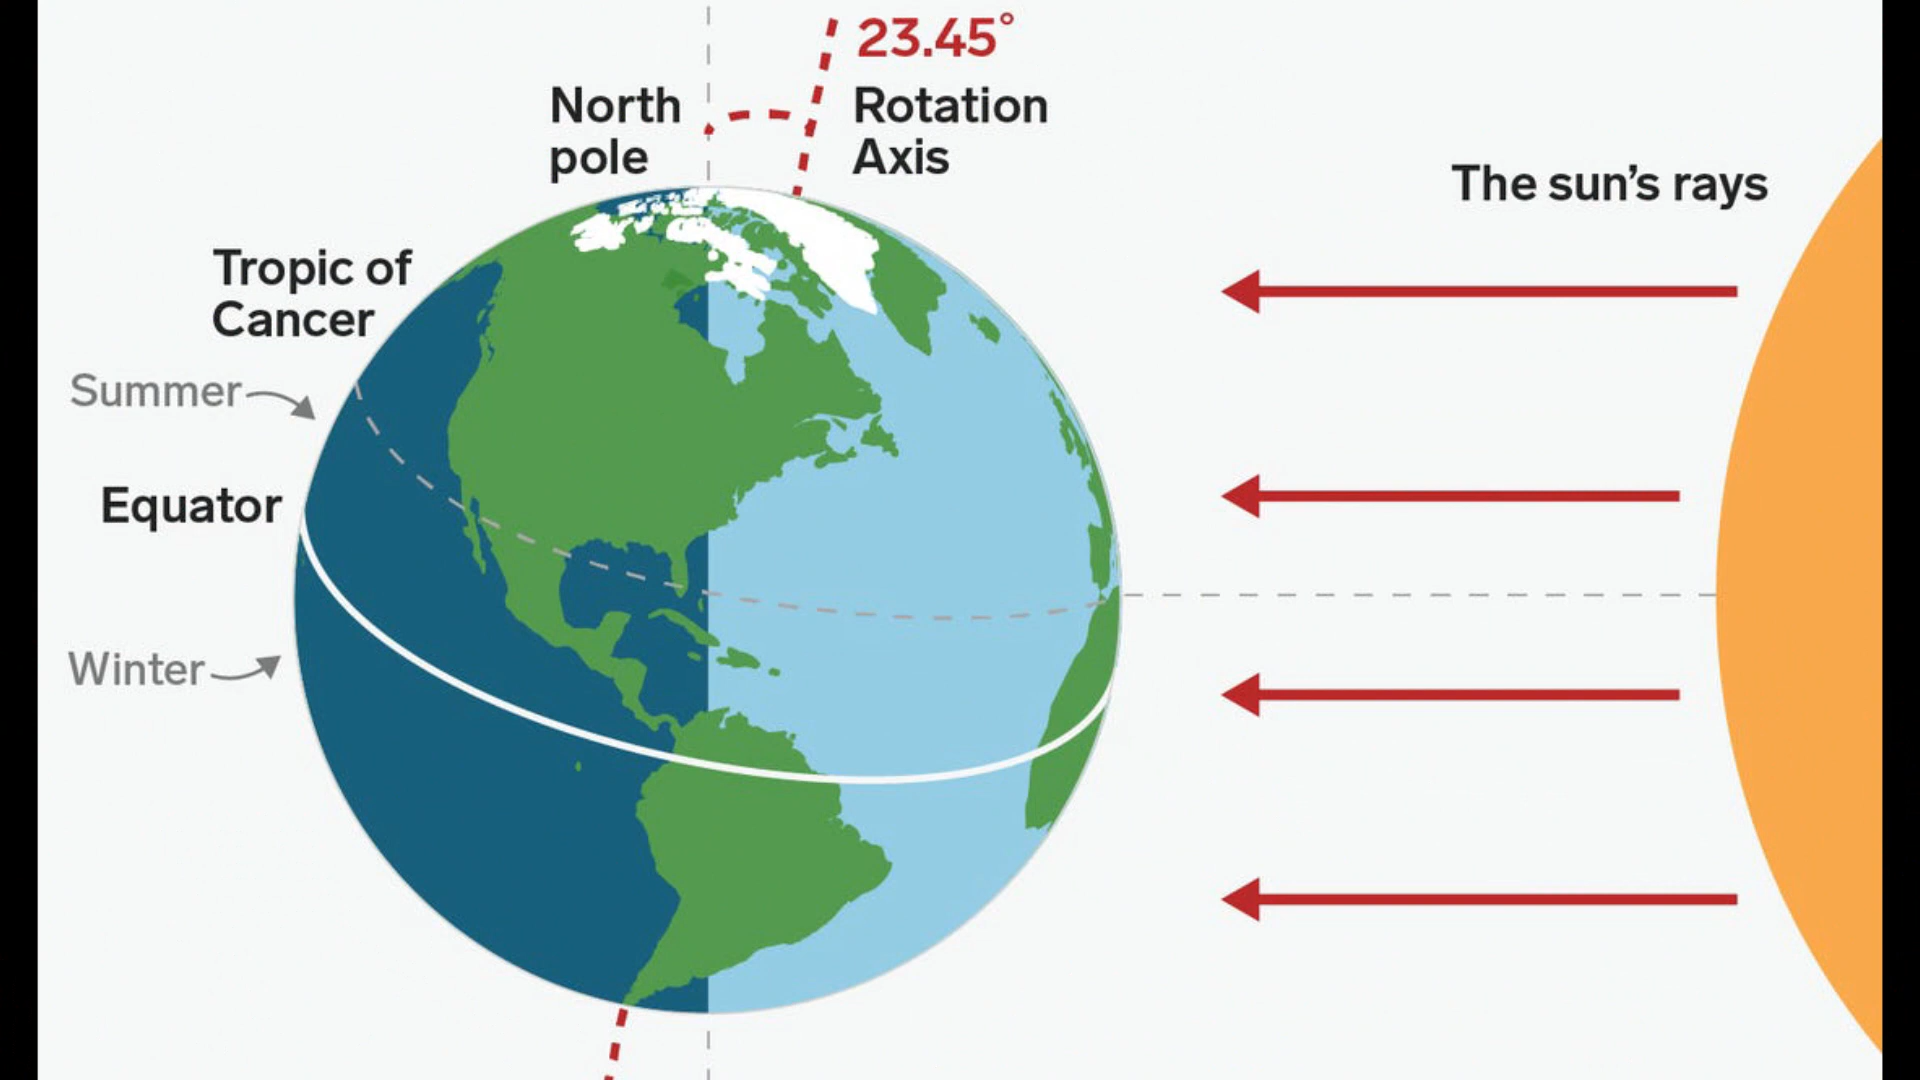 23.45°
North
pole
Rotation
Axis
The sun's rays
Tropic of
Cancer
Summer
Equator
Winter